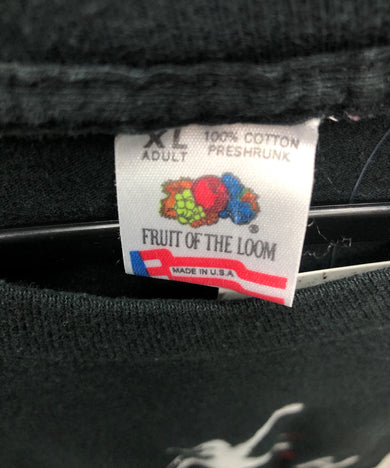 XL
ADULT
100% COTTON
PRESHRUNK
®
FRUIT OF THE LOOM
MADE IN U.S.A.